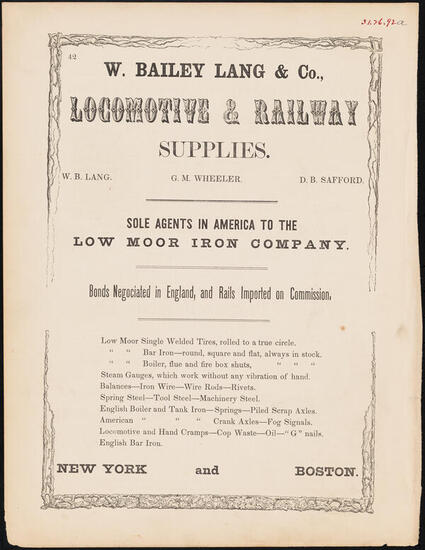 31.76.92a
42
W. BAILEY LANG & Co.,
LOCOMOTIVE & RAILWAY
SUPPLIES.
W. B. LANG. G. M. WHEELER. D. B. SAFFORD.
SOLE AGENTS IN AMERICA TO THE
LOW MOOR IRON COMPANY.
Bonds Negociated in England, and Rails Imported on Commission.
Low Moor Single Welded Tires, rolled to a true circle.
" " Bar Iron—round, square and flat, always in stock.
" " Boiler, flue and fire box shuts, " " "
Steam Gauges, which work without any vibration of hand.
Balances—Iron Wire—Wire Rods—Rivets.
Spring Steel—Tool Steel—Machinery Steel.
English Boiler and Tank Iron—Springs—Piled Scrap Axles.
American " " " Crank Axles—Fog Signals.
Locomotive and Hand Cramps—Cop Waste—Oil—"G" nails.
English Bar Iron.
NEW YORK and BOSTON.